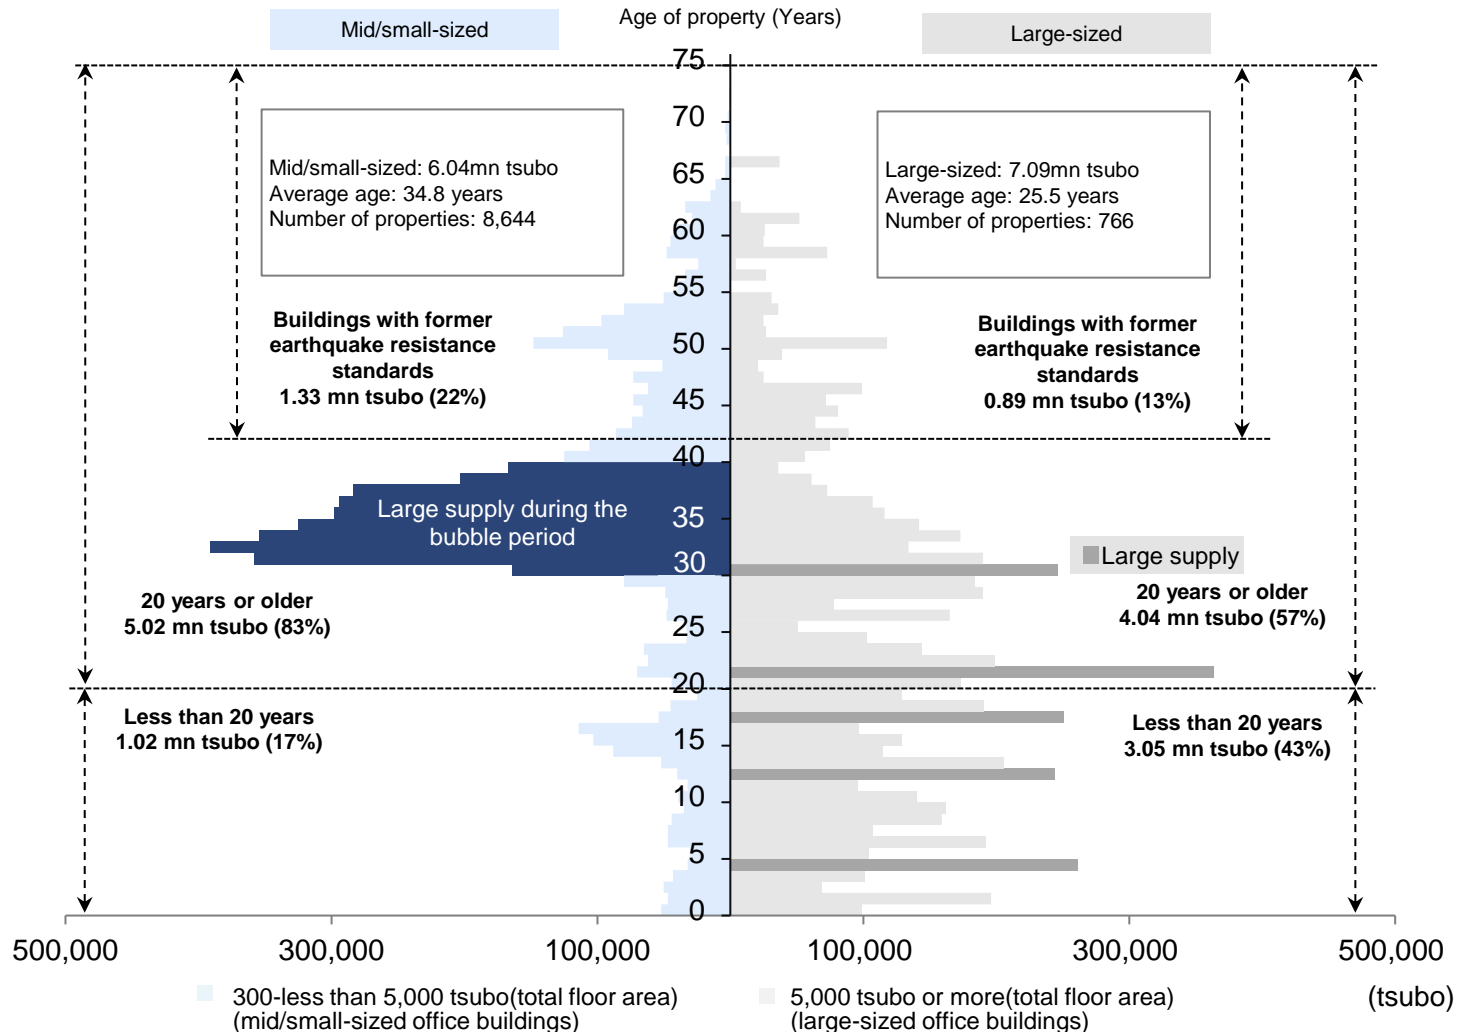 Age of property (Years)
Mid/small-sized
Large-sized
75
70
65
60
55
50
45
40
35
30
25
20
15
10
5
0
Mid/small-sized: 6.04mn tsubo
Average age: 34.8 years
Number of properties: 8,644
Large-sized: 7.09mn tsubo
Average age: 25.5 years
Number of properties: 766
Buildings with former
earthquake resistance
standards
1.33 mn tsubo (22%)
Buildings with former
earthquake resistance
standards
0.89 mn tsubo (13%)
Large supply during the
bubble period
Large supply
20 years or older
5.02 mn tsubo (83%)
20 years or older
4.04 mn tsubo (57%)
Less than 20 years
1.02 mn tsubo (17%)
Less than 20 years
3.05 mn tsubo (43%)
500,000
300,000
100,000
100,000
300,000
500,000
300-less than 5,000 tsubo(total floor area)
(mid/small-sized office buildings)
5,000 tsubo or more(total floor area)
(large-sized office buildings)
(tsubo)